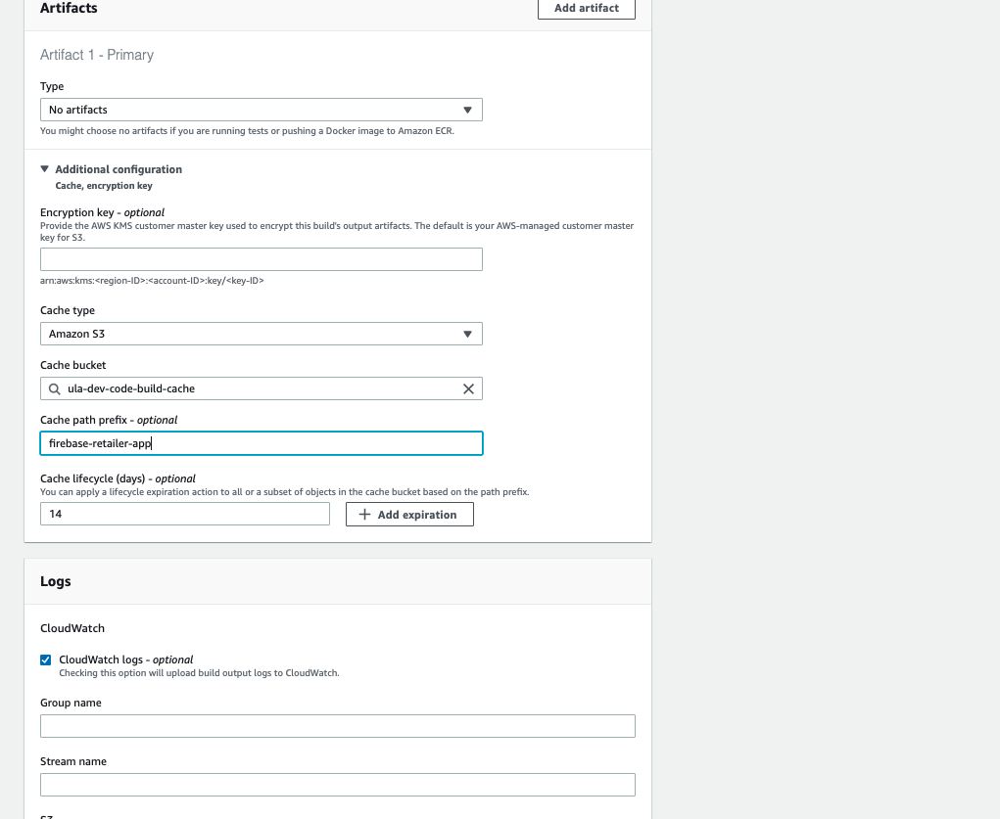 Artifacts
Add artifact
Artifact 1 - Primary
Type
No artifacts
You might choose no artifacts if you are running tests or pushing a Docker image to Amazon ECR.
Additional configuration
Cache, encryption key
Encryption key - optional
Provide the AWS KMS customer master key used to encrypt this build's output artifacts. The default is your AWS-managed customer master
key for S3.
arn:aws:kms:<region-ID>:<account-ID>:key/<key-ID>
Cache type
Amazon S3
Cache bucket
ula-dev-code-build-cache
Cache path prefix - optional
firebase-retailer-app
Cache lifecycle (days) - optional
You can apply a lifecycle expiration action to all or a subset of objects in the cache bucket based on the path prefix.
14
Add expiration
Logs
CloudWatch
CloudWatch logs - optional
Checking this option will upload build output logs to CloudWatch.
Group name
Stream name